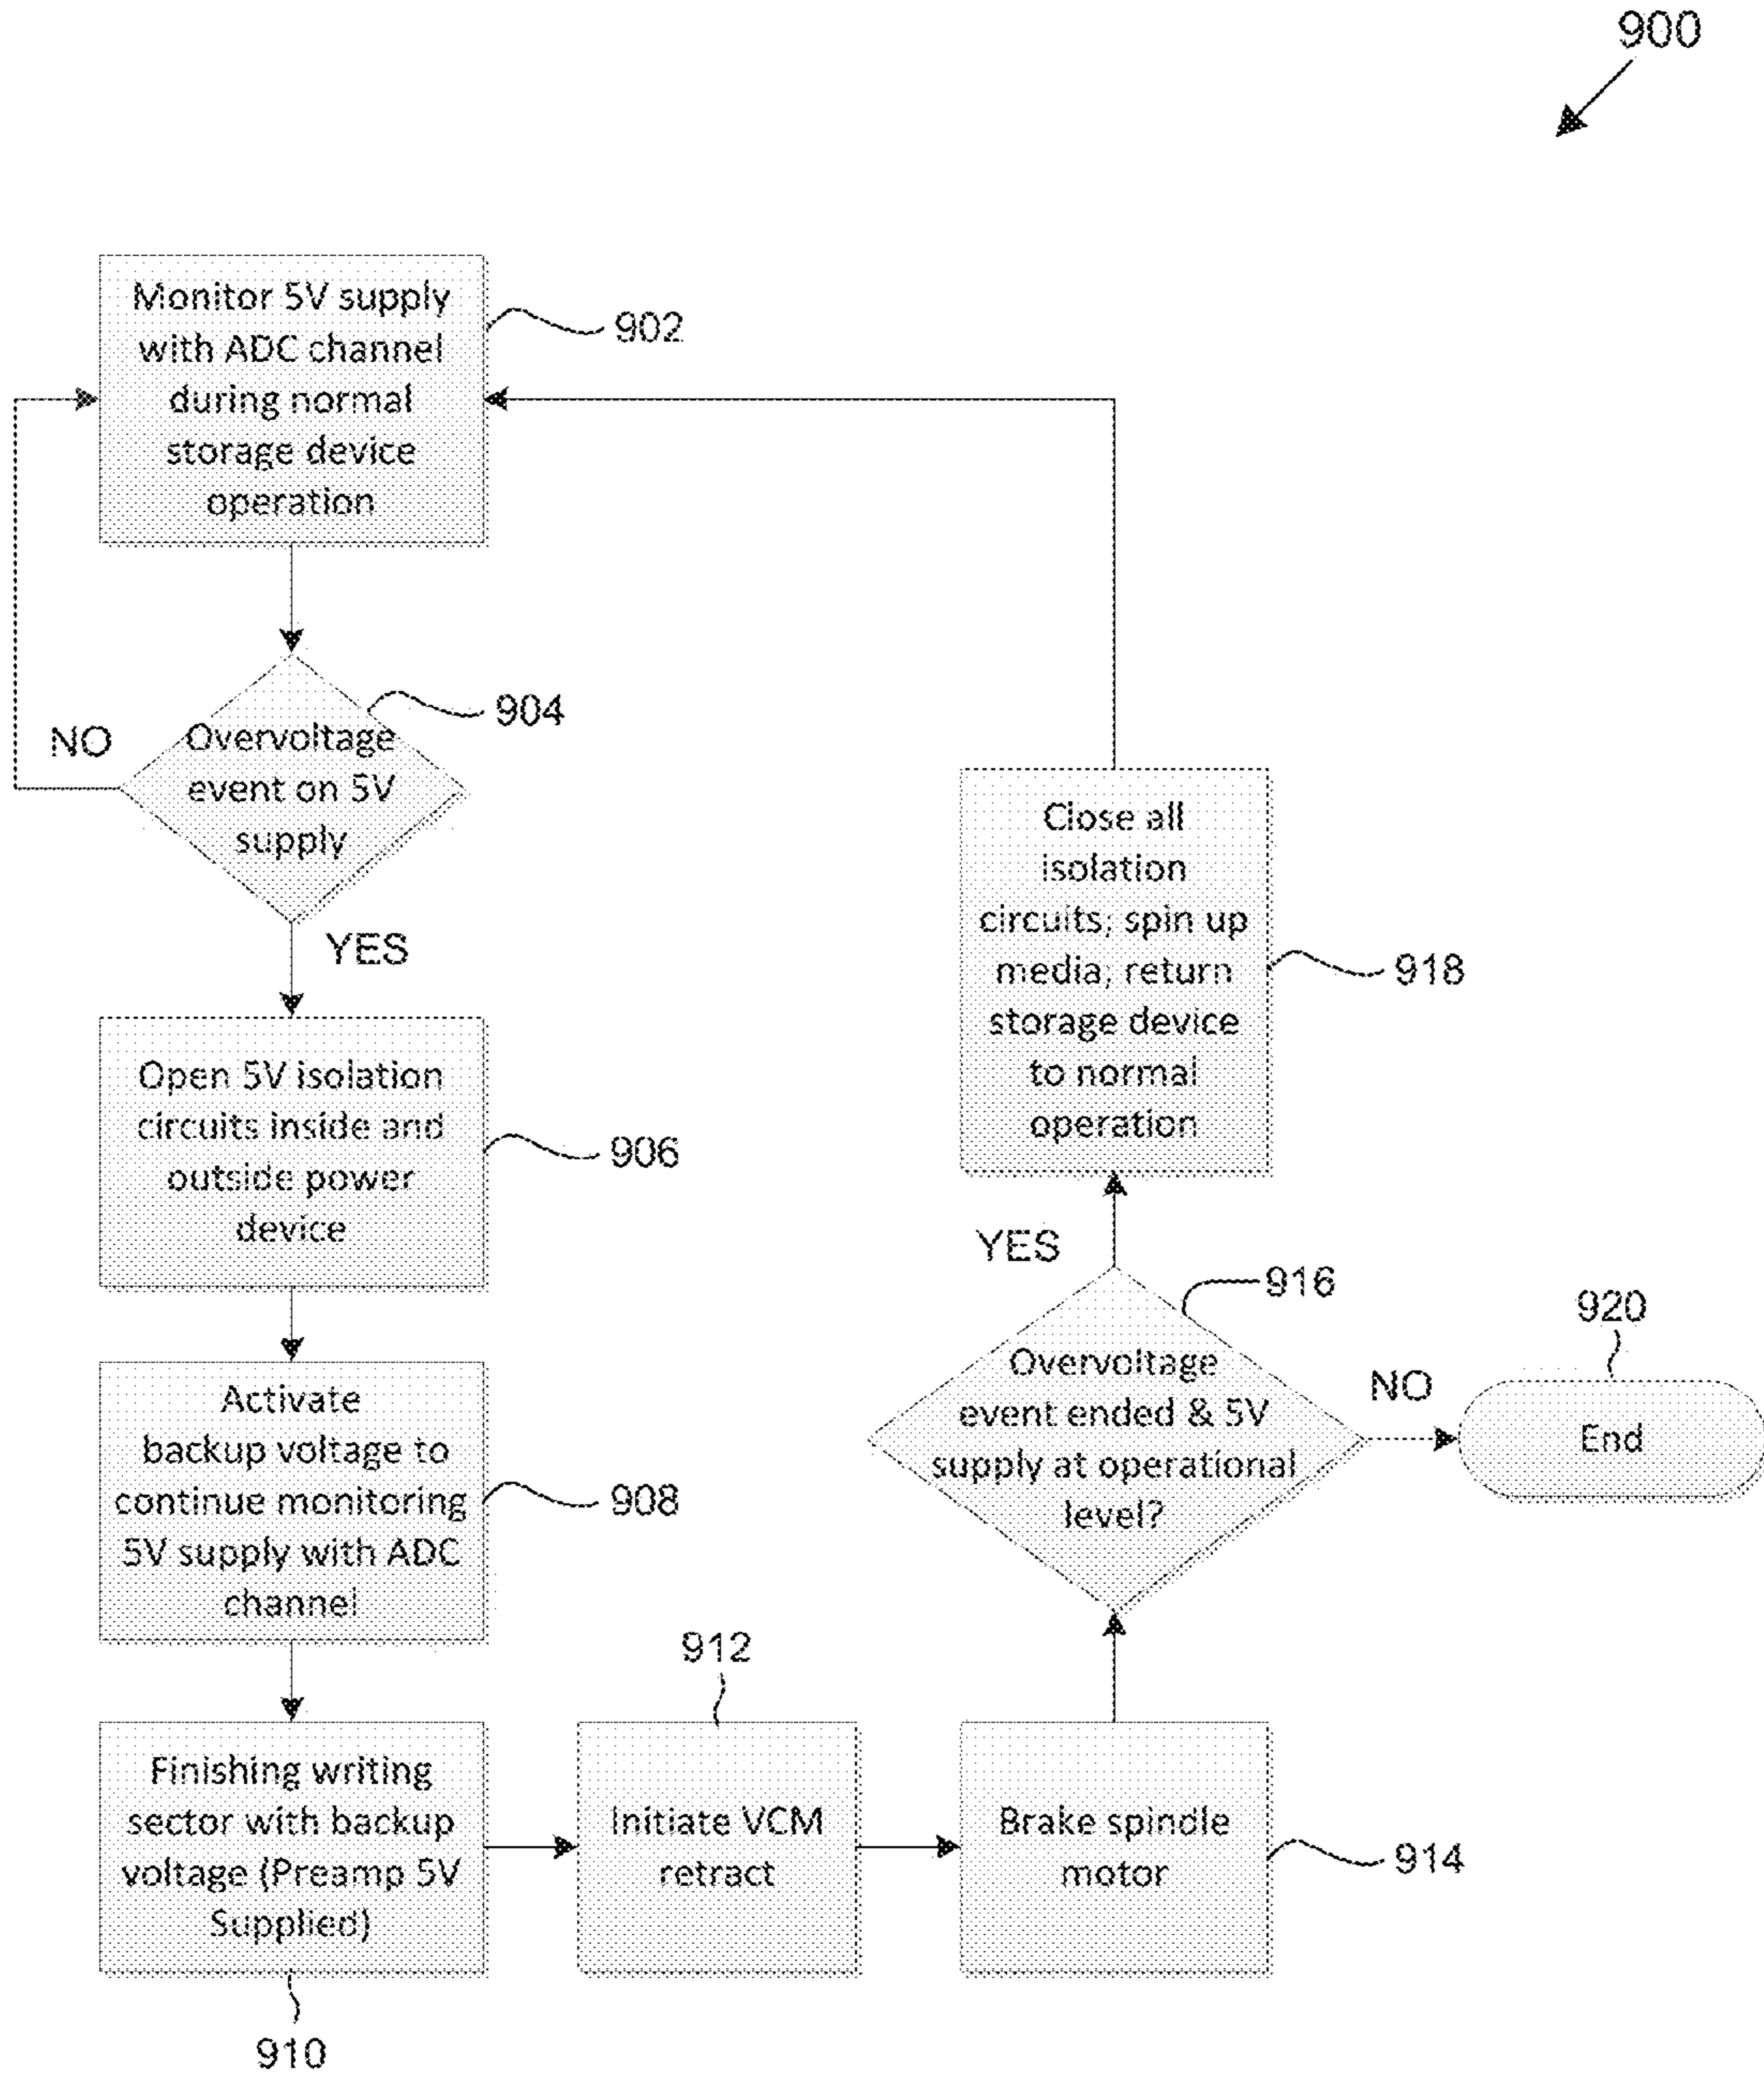 900
Monitor 5V supply
with ADC channel
during normal
storage device
operation
902
Overvoltage
event on 5V
supply
904
NO
YES
Open 5V isolation
circuits inside and
outside power
device
906
Activate
backup voltage to
continue monitoring
5V supply with ADC
channel
908
Finishing writing
sector with backup
voltage (Preamp 5V
Supplied)
910
Initiate VCM
retract
912
Brake spindle
motor
914
Overvoltage
event ended & 5V
supply at operational
level?
916
YES
NO
Close all
isolation
circuits; spin up
media; return
storage device
to normal
operation
918
End
920